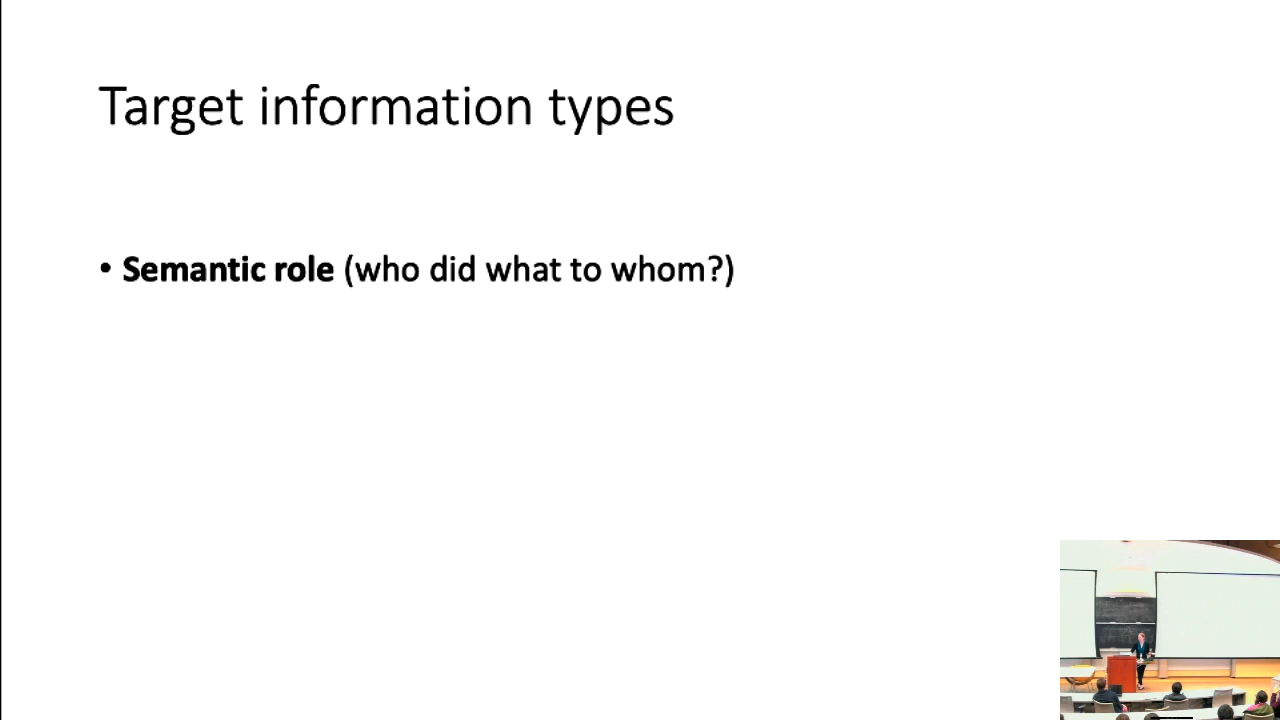 Target information types
• Semantic role (who did what to whom?)